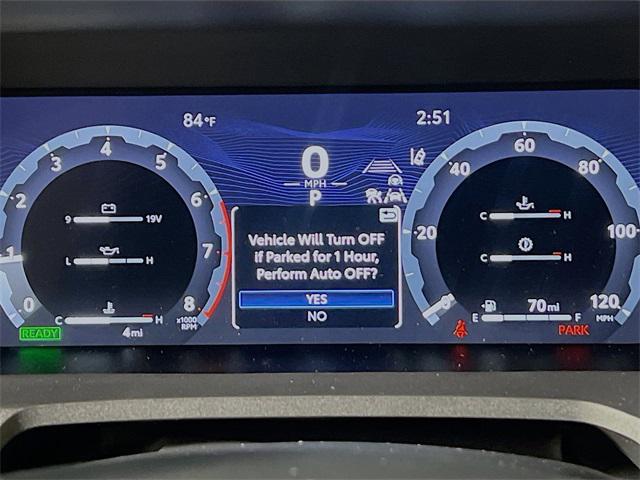 84°F
2:51
0
MPH
P
0 1 2 3 4 5 6 7 8
x1000
RPM
9 19V
L H
C H
READY
4mi
Vehicle Will Turn OFF
if Parked for 1 Hour,
Perform Auto OFF?
YES
NO
0 20 40 60 80 100 120
MPH
C H
C H
70mi
E F
PARK